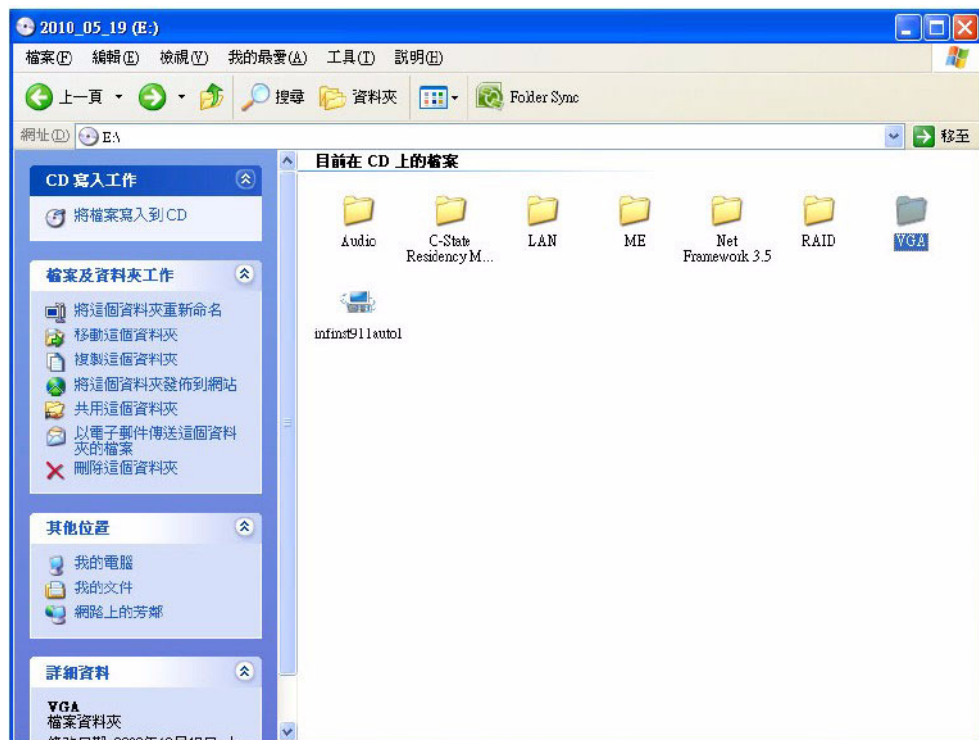 2010_05_19 (E:)
檔案(F) 編輯(E) 檢視(V) 我的最愛(A) 工具(T) 說明(H)
上一頁 搜尋 資料夾 Folder Sync
網址(D) E:\ 移至
CD 寫入工作
將檔案寫入到 CD
檔案及資料夾工作
將這個資料夾重新命名
移動這個資料夾
複製這個資料夾
將這個資料夾發佈到網站
共用這個資料夾
以電子郵件傳送這個資料
夾的檔案
刪除這個資料夾
其他位置
我的電腦
我的文件
網路上的芳鄰
詳細資料
VGA
檔案資料夾
目前在 CD 上的檔案
Audio
C-State
Residency M...
LAN
ME
Net
Framework 3.5
RAID
VGA
infinst911auto1